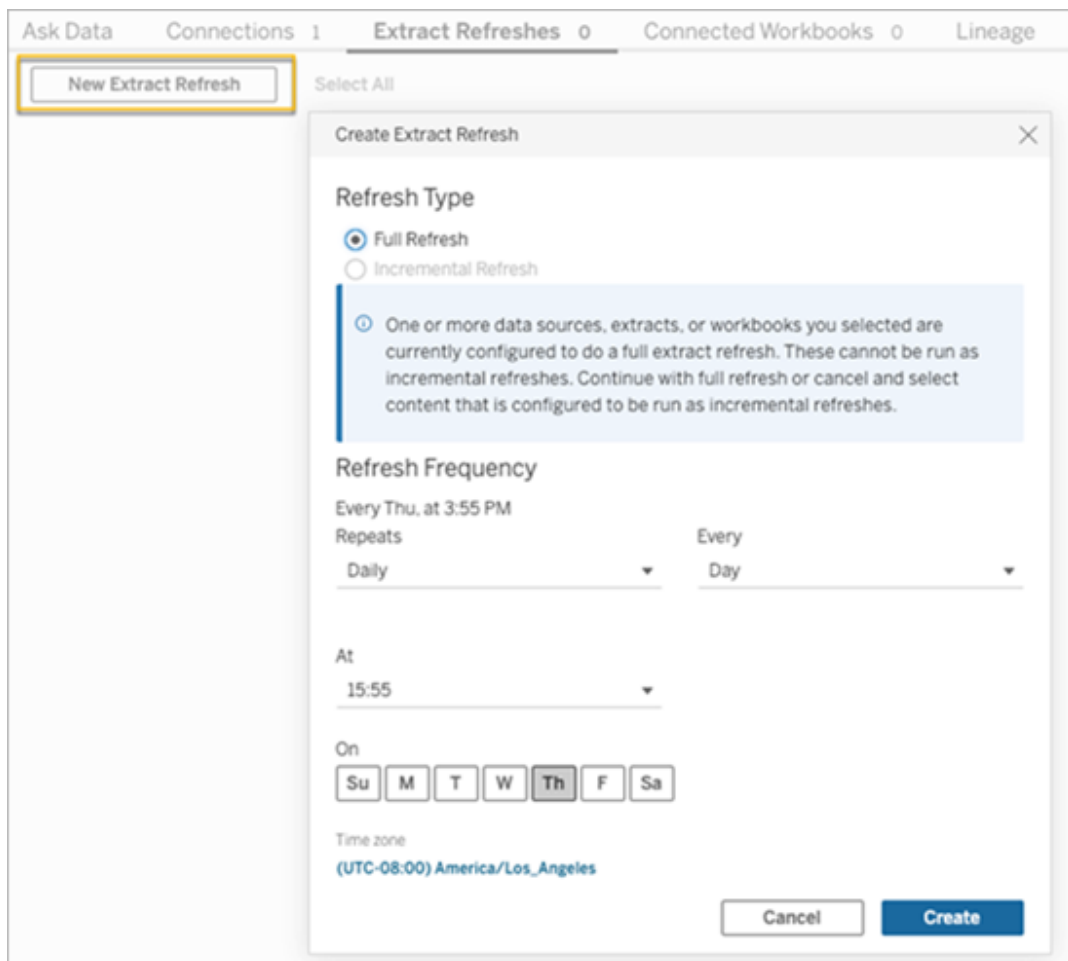 Ask Data Connections 1 Extract Refreshes 0 Connected Workbooks 0 Lineage
New Extract Refresh Select All
Create Extract Refresh
Refresh Type
Full Refresh
Incremental Refresh
One or more data sources, extracts, or workbooks you selected are
currently configured to do a full extract refresh. These cannot be run as
incremental refreshes. Continue with full refresh or cancel and select
content that is configured to be run as incremental refreshes.
Refresh Frequency
Every Thu, at 3:55 PM
Repeats Every
Daily Day
At
15:55
On
Su M T W Th F Sa
Time zone
(UTC-08:00) America/Los_Angeles
Cancel Create